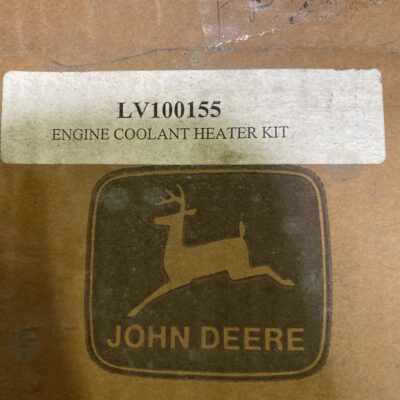 LV100155
ENGINE COOLANT HEATER KIT
JOHN DEERE